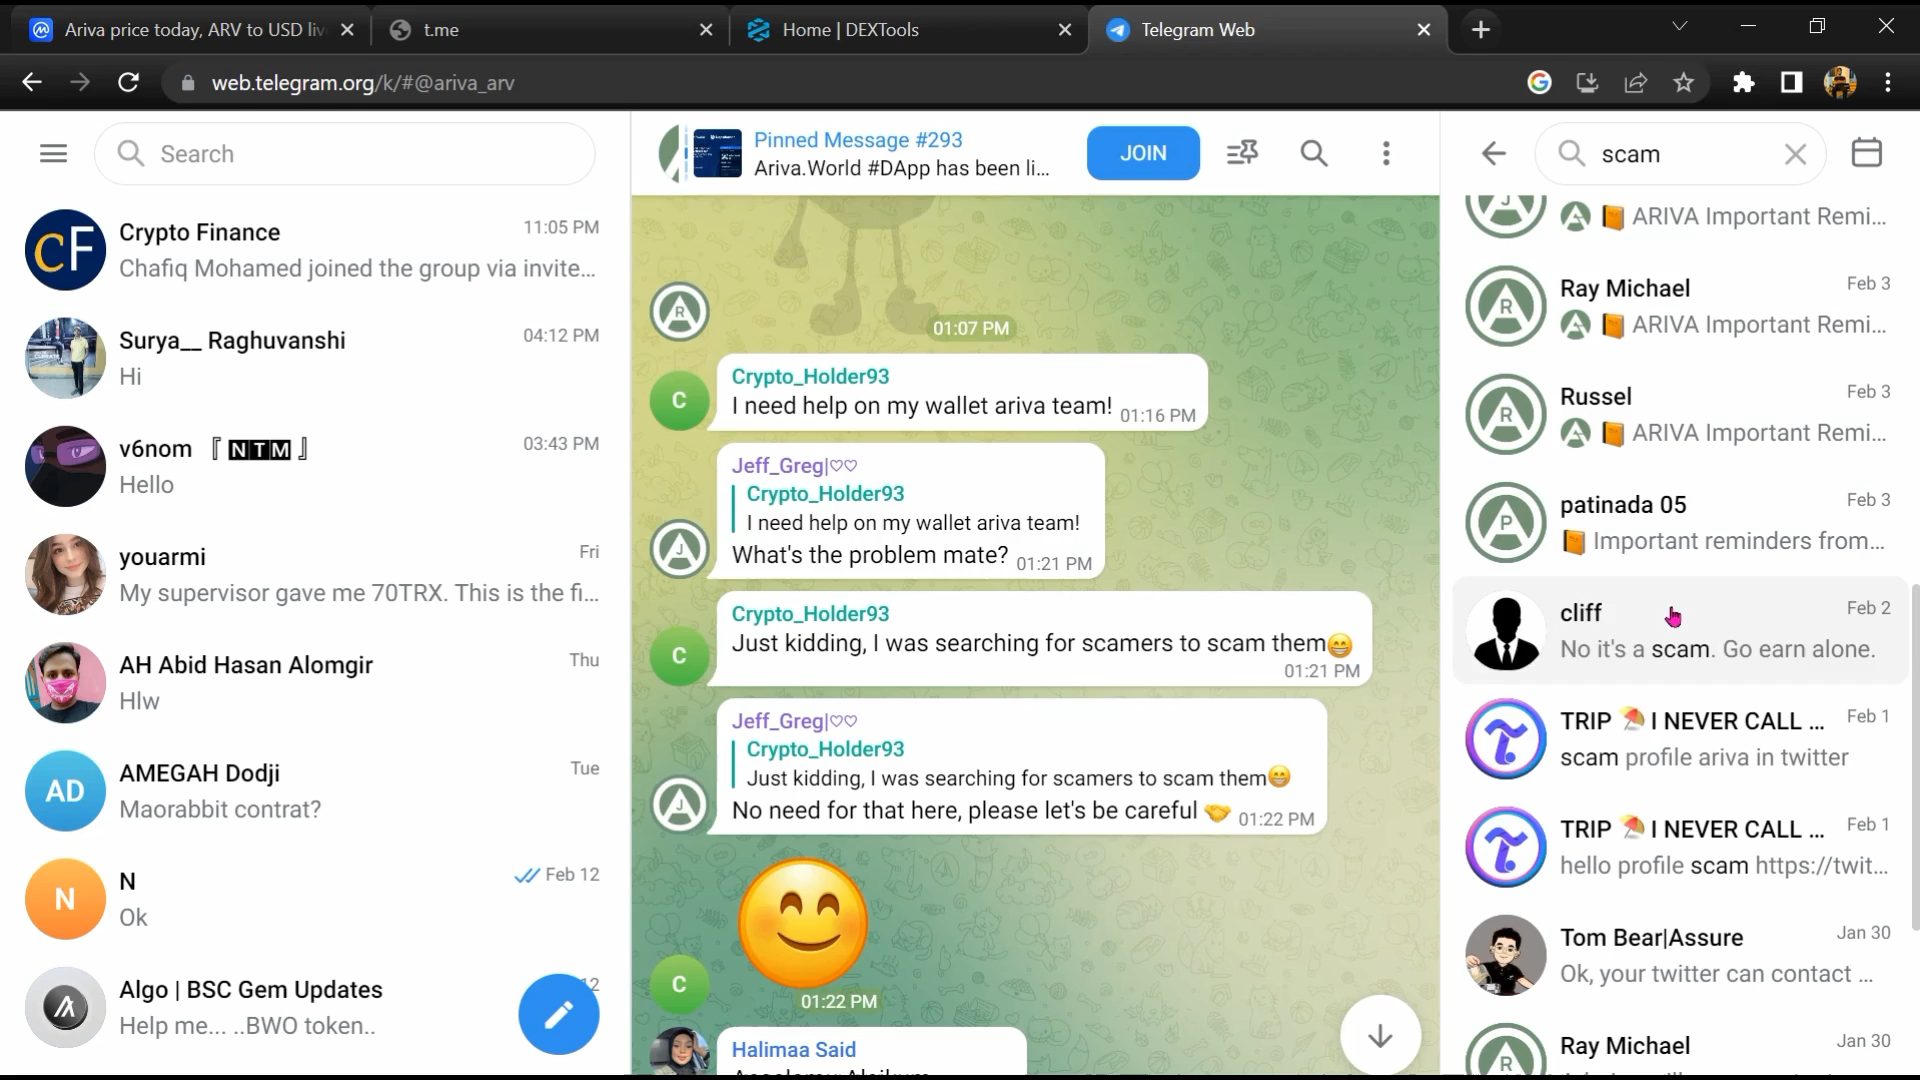 Ariva price today, ARV to USD liv
t.me
Home | DEXTools
Telegram Web
web.telegram.org/k/#@ariva_arv
Search
CF
Crypto Finance
11:05 PM
Chafiq Mohamed joined the group via invite...
Surya__ Raghuvanshi
04:12 PM
Hi
v6nom 『🅽🆃🅼』
03:43 PM
Hello
youarmi
Fri
My supervisor gave me 70TRX. This is the fi...
AH Abid Hasan Alomgir
Thu
Hlw
AD
AMEGAH Dodji
Tue
Maorabbit contrat?
N
N
Feb 12
Ok
Algo | BSC Gem Updates
12
Help me... ..BWO token..
Pinned Message #293
Ariva.World #DApp has been li...
JOIN
R
01:07 PM
C
Crypto_Holder93
I need help on my wallet ariva team! 01:16 PM
Jeff_Greg|♡♡
Crypto_Holder93
I need help on my wallet ariva team!
J
What's the problem mate? 01:21 PM
Crypto_Holder93
C
Just kidding, I was searching for scamers to scam them😁
01:21 PM
Jeff_Greg|♡♡
Crypto_Holder93
Just kidding, I was searching for scamers to scam them😁
J
No need for that here, please let's be careful 🤝 01:22 PM
C
01:22 PM
Halimaa Said
scam
J
📙 ARIVA Important Remi...
R
Ray Michael
Feb 3
📙 ARIVA Important Remi...
R
Russel
Feb 3
📙 ARIVA Important Remi...
P
patinada 05
Feb 3
📙 Important reminders from...
cliff
Feb 2
No it's a scam. Go earn alone.
TRIP ⛱ I NEVER CALL ...
Feb 1
scam profile ariva in twitter
TRIP ⛱ I NEVER CALL ...
Feb 1
hello profile scam https://twit...
Tom Bear|Assure
Jan 30
Ok, your twitter can contact ...
R
Ray Michael
Jan 30